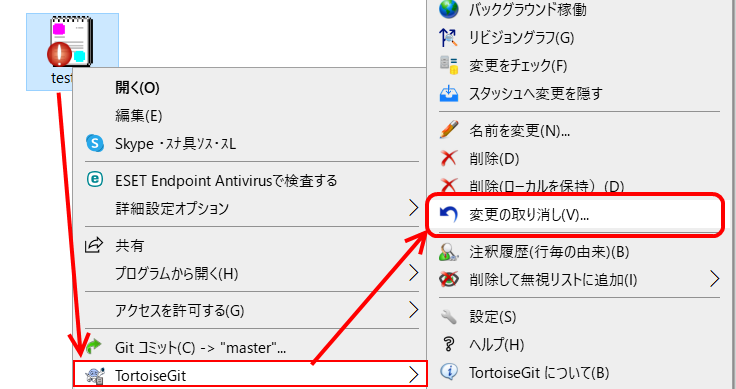 test
開く(O)
編集(E)
Skype ･ｽﾅ具ｿｽ･ｽL
ESET Endpoint Antivirusで検査する
詳細設定オプション
共有
プログラムから開く(H)
アクセスを許可する(G)
Git コミット(C) -> "master"...
TortoiseGit
バックグラウンド稼働
リビジョングラフ(G)
変更をチェック(F)
スタッシュへ変更を隠す
名前を変更(N)...
削除(D)
削除(ローカルを保持）(D)
変更の取り消し(V)...
注釈履歴(行毎の由来)(B)
削除して無視リストに追加(I)
設定(S)
ヘルプ(H)
TortoiseGit について(B)